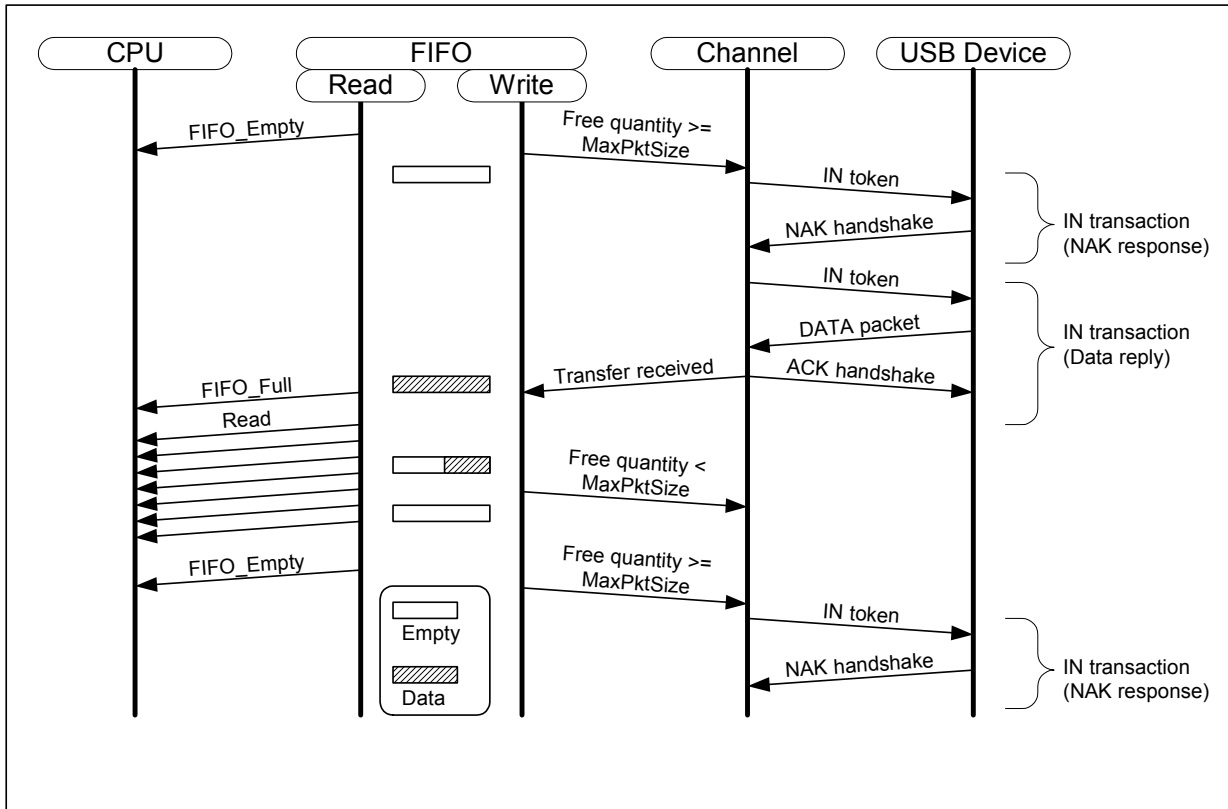 CPU
FIFO
Channel
USB Device
Read
Write
FIFO_Empty
Free quantity >=
MaxPktSize
IN token
NAK handshake
IN transaction
(NAK response)
IN token
DATA packet
IN transaction
(Data reply)
Transfer received
ACK handshake
FIFO_Full
Read
Free quantity <
MaxPktSize
FIFO_Empty
Free quantity >=
MaxPktSize
IN token
Empty
NAK handshake
IN transaction
(NAK response)
Data